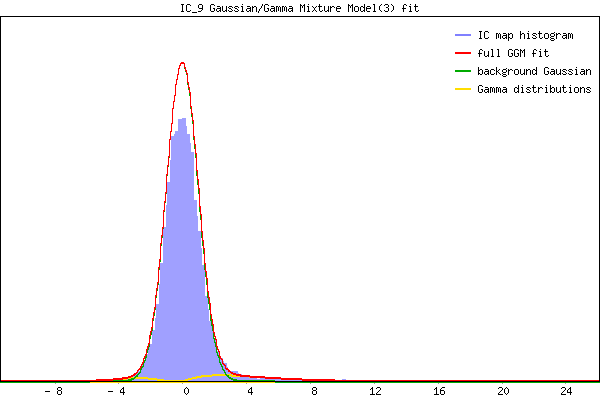 IC_9 Gaussian/Gamma Mixture Model(3) fit
IC map histogram
full GGM fit
background Gaussian
Gamma distributions
-8 -4 0 4 8 12 16 20 24